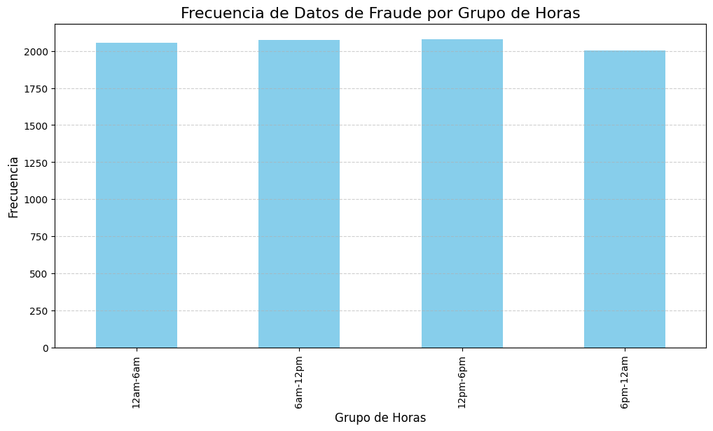 Frecuencia de Datos de Fraude por Grupo de Horas
Frecuencia
2000
1750
1500
1250
1000
750
500
250
0
12am-6am
6am-12pm
12pm-6pm
6pm-12am
Grupo de Horas